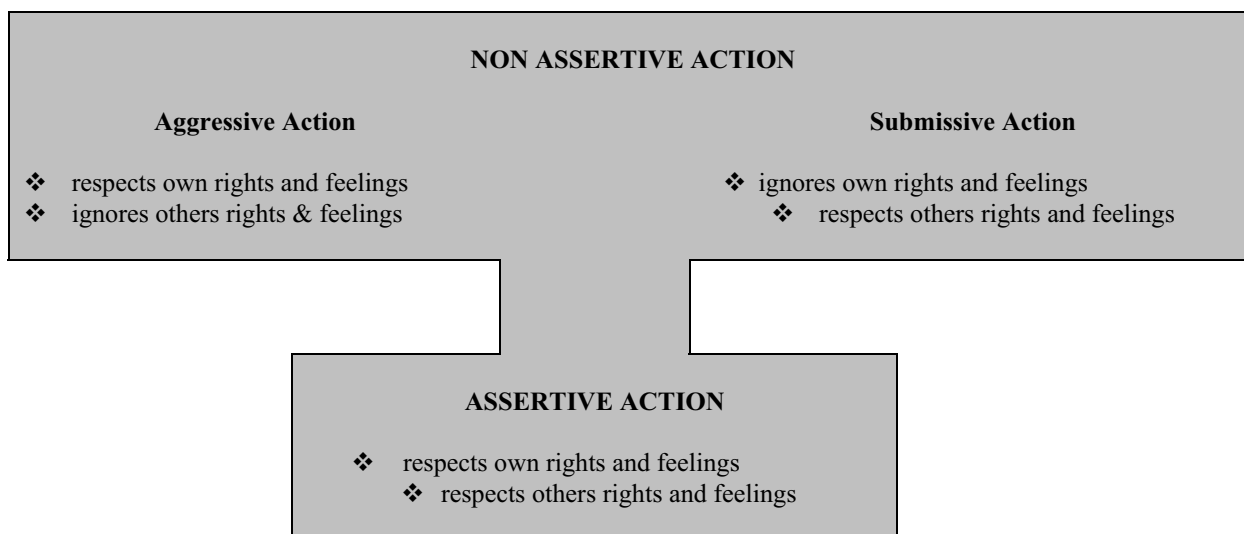 NON ASSERTIVE ACTION
Aggressive Action
❖ respects own rights and feelings
❖ ignores others rights & feelings
Submissive Action
❖ ignores own rights and feelings
❖ respects others rights and feelings
ASSERTIVE ACTION
❖ respects own rights and feelings
❖ respects others rights and feelings